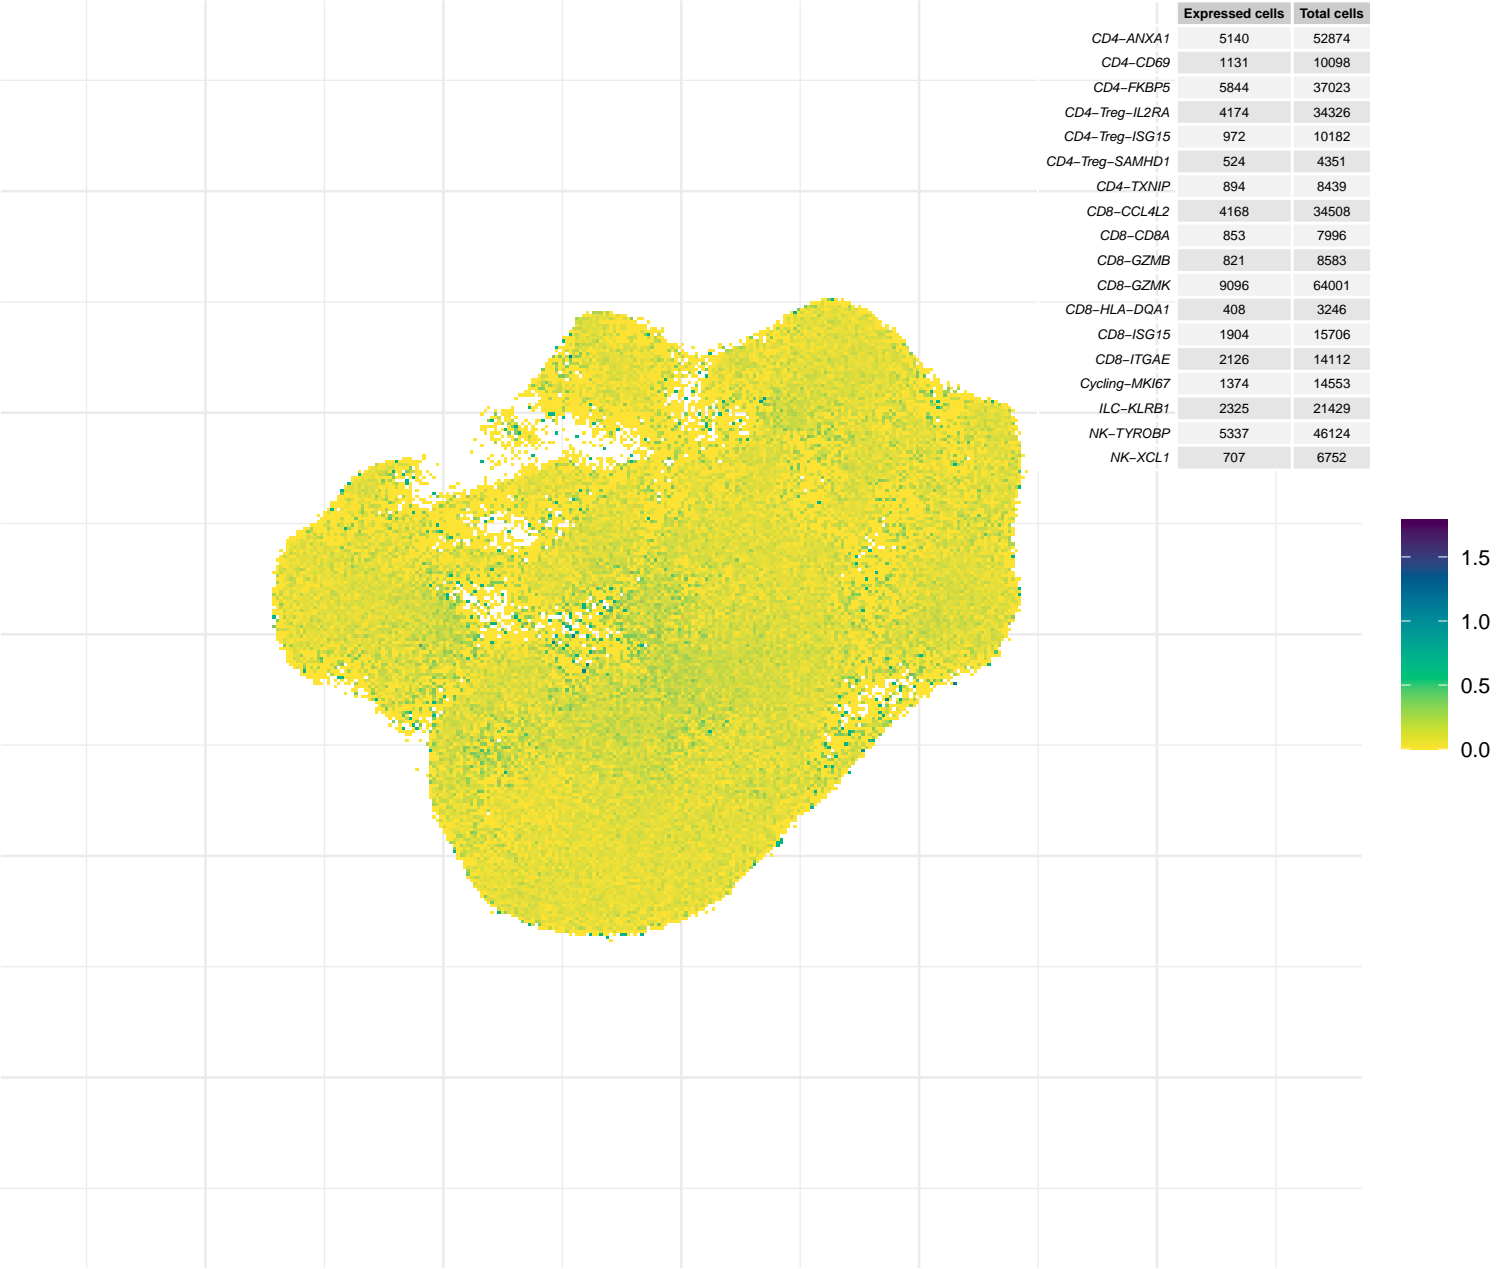 Expressed cells Total cells
CD4−ANXA1 5140 52874
CD4−CD69 1131 10098
CD4−FKBP5 5844 37023
CD4−Treg−IL2RA 4174 34326
CD4−Treg−ISG15 972 10182
CD4−Treg−SAMHD1 524 4351
CD4−TXNIP 894 8439
CD8−CCL4L2 4168 34508
CD8−CD8A 853 7996
CD8−GZMB 821 8583
CD8−GZMK 9096 64001
CD8−HLA−DQA1 408 3246
CD8−ISG15 1904 15706
CD8−ITGAE 2126 14112
Cycling−MKI67 1374 14553
ILC−KLRB1 2325 21429
NK−TYROBP 5337 46124
NK−XCL1 707 6752
1.5
1.0
0.5
0.0